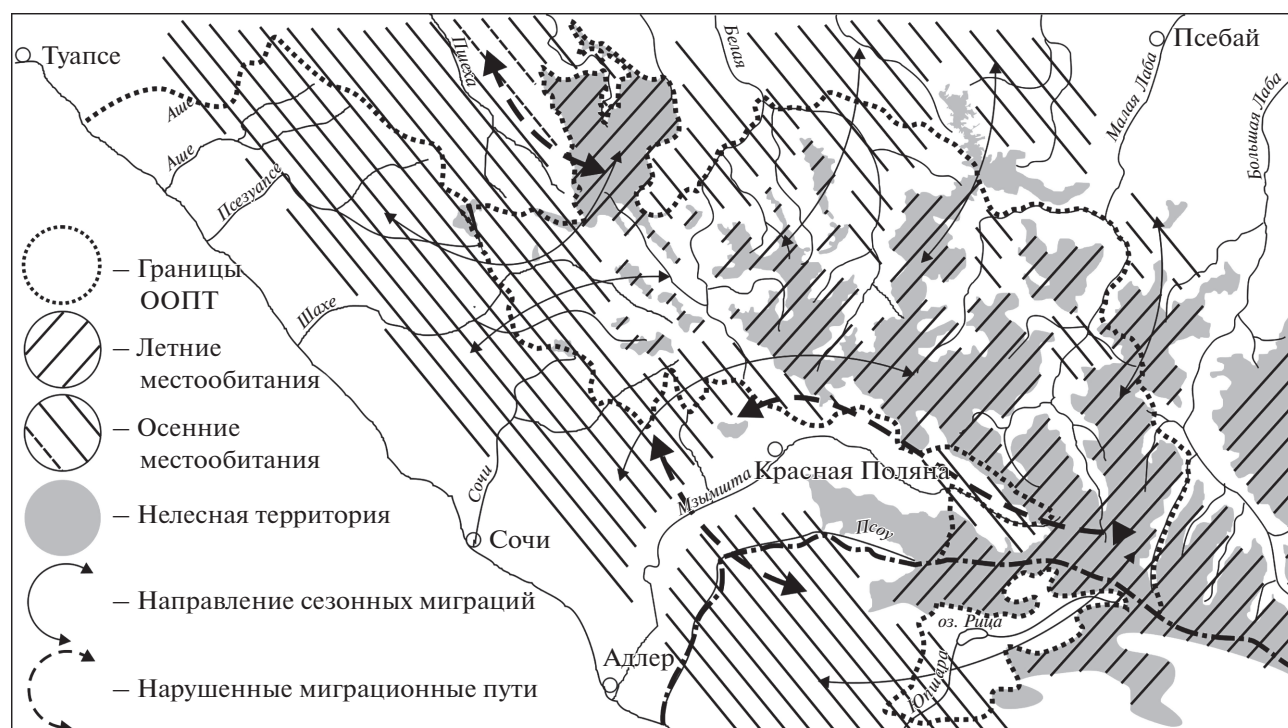 Туапсе
Пшеха
Белая
Псебай
Малая Лаба
Большая Лаба
Аше
Аше
Псезуапсе
Шахе
– Границы
ООПТ
– Летние
местообитания
– Осенние
местообитания
– Нелесная территория
– Направление сезонных миграций
– Нарушенные миграционные пути
Сочи
Сочи
Красная Поляна
Мзымшта
Псоу
Адлер
оз. Рица
Юпшара